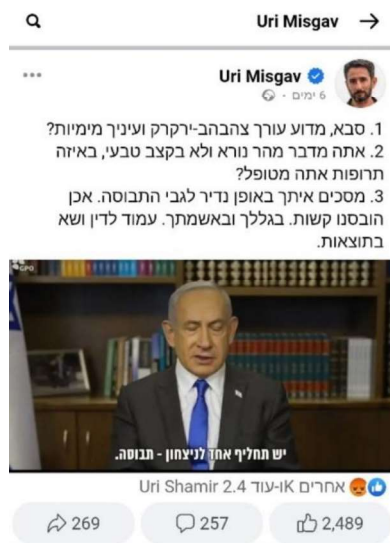 Uri Misgav
Uri Misgav
6 ימים ·
1. סבא, מדוע עורך צהבהב-ירקרק ועיניך מימיות?
2. אתה מדבר מהר נורא ולא בקצב טבעי, באיזה
תרופות אתה מטופל?
3. מסכים איתך באופן נדיר לגבי התבוסה. אכן
הובסנו קשות. בגללך ובאשמתך. עמוד לדין ושא
בתוצאות.
GPO
יש תחליף אחד לניצחון - תבוסה.
Uri Shamir ועוד 2.4K אחרים
269
257
2,489